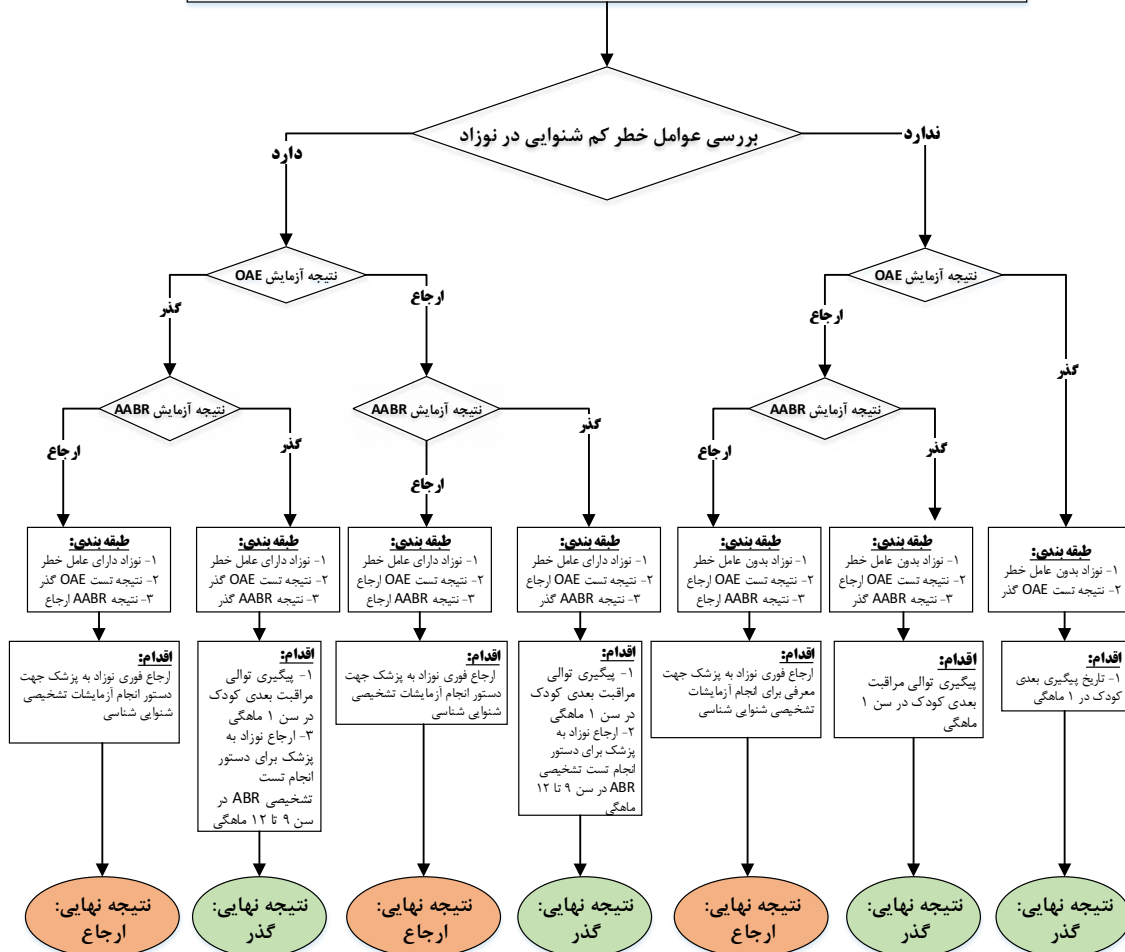 بررسی عوامل خطر کم شنوایی در نوزاد
ندارد
دارد
نتیجه آزمایش OAE
نتیجه آزمایش OAE
ارجاع
گذر
ارجاع
گذر
گذر
نتیجه آزمایش AABR
نتیجه آزمایش AABR
نتیجه آزمایش AABR
ارجاع
گذر
گذر
ارجاع
گذر
ارجاع
طبقه بندی:
۱- نوزاد بدون عامل خطر
۲- نتیجه تست OAE گذر
طبقه بندی:
۱- نوزاد بدون عامل خطر
۲- نتیجه تست OAE ارجاع
۳- نتیجه AABR گذر
طبقه بندی:
۱- نوزاد بدون عامل خطر
۲- نتیجه تست OAE ارجاع
۳- نتیجه AABR ارجاع
طبقه بندی:
۱- نوزاد دارای عامل خطر
۲- نتیجه تست OAE ارجاع
۳- نتیجه AABR گذر
طبقه بندی:
۱- نوزاد دارای عامل خطر
۲- نتیجه تست OAE ارجاع
۳- نتیجه AABR ارجاع
طبقه بندی:
۱- نوزاد دارای عامل خطر
۲- نتیجه تست OAE گذر
۳- نتیجه AABR گذر
طبقه بندی:
۱- نوزاد دارای عامل خطر
۲- نتیجه تست OAE گذر
۳- نتیجه AABR ارجاع
اقدام:
۱- تاریخ پیگیری بعدی
کودک در ۱ ماهگی
اقدام:
پیگیری توالی مراقبت
بعدی کودک در سن ۱
ماهگی
اقدام:
ارجاع فوری نوزاد به پزشک جهت
معرفی برای انجام آزمایشات
تشخیصی شنوایی شناسی
اقدام:
۱- پیگیری توالی
مراقبت بعدی کودک
در سن ۱ ماهگی
۲- ارجاع نوزاد به
پزشک برای دستور
انجام تست تشخیصی
ABR در سن ۹ تا ۱۲
ماهگی
اقدام:
ارجاع فوری نوزاد به پزشک جهت
دستور انجام آزمایشات تشخیصی
شنوایی شناسی
اقدام:
۱- پیگیری توالی
مراقبت بعدی کودک
در سن ۱ ماهگی
۳- ارجاع نوزاد به
پزشک برای دستور
انجام تست
تشخیصی ABR در
سن ۹ تا ۱۲ ماهگی
اقدام:
ارجاع فوری نوزاد به پزشک جهت
دستور انجام آزمایشات تشخیصی
شنوایی شناسی
نتیجه نهایی:
گذر
نتیجه نهایی:
گذر
نتیجه نهایی:
ارجاع
نتیجه نهایی:
گذر
نتیجه نهایی:
ارجاع
نتیجه نهایی:
گذر
نتیجه نهایی:
ارجاع